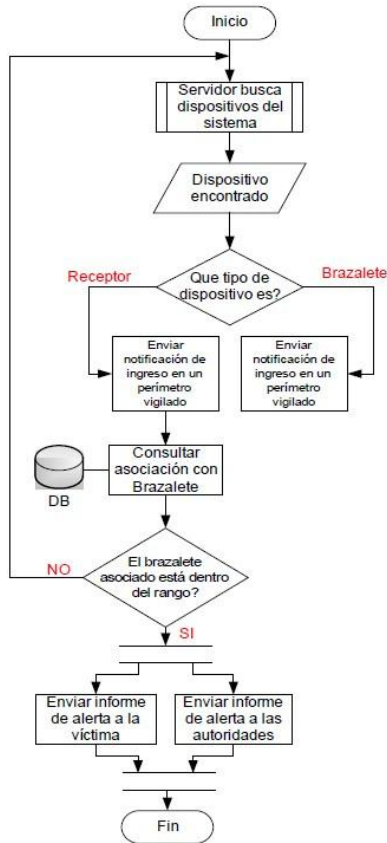 Inicio
Servidor busca
dispositivos del
sistema
Dispositivo
encontrado
Receptor
Que tipo de
dispositivo es?
Brazalete
Enviar
notificación de
ingreso en un
perímetro
vigilado
Enviar
notificación de
ingreso en un
perímetro
vigilado
Consultar
asociación con
Brazalete
DB
El brazalete
asociado está dentro
del rango?
NO
SI
Enviar informe
de alerta a la
víctima
Enviar informe
de alerta a las
autoridades
Fin